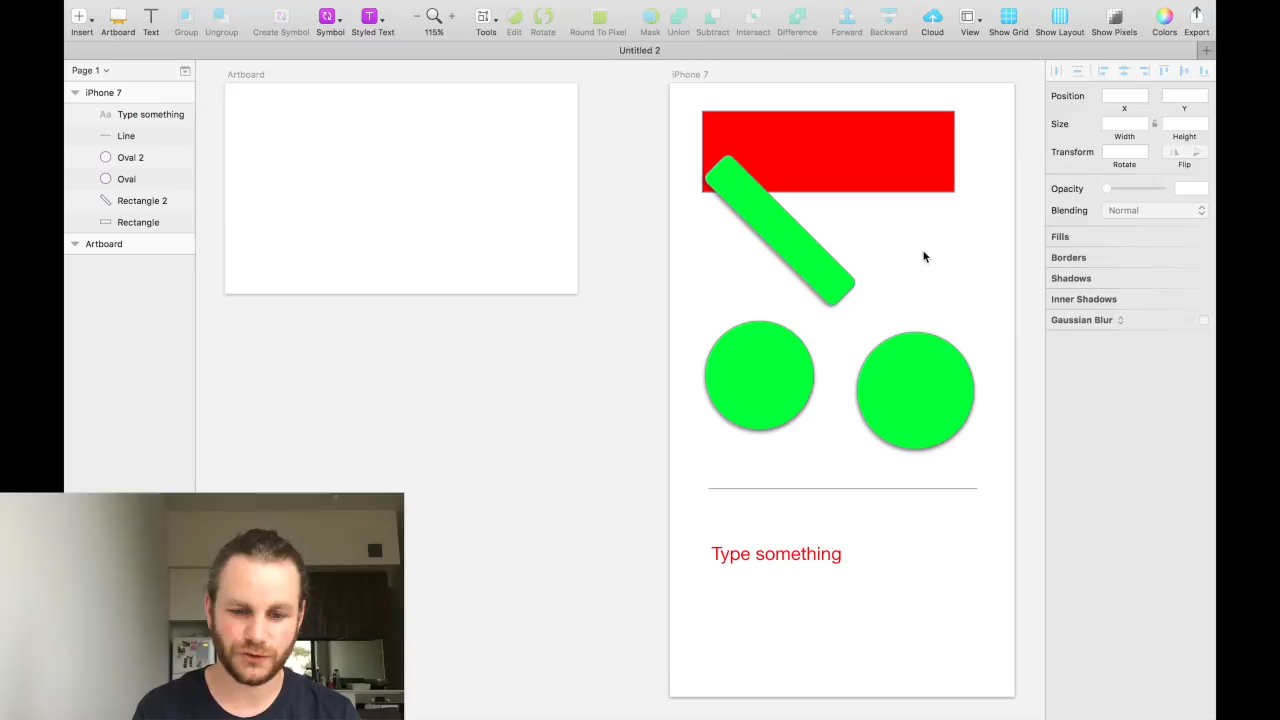 Insert Artboard Text Group Ungroup Create Symbol Symbol Styled Text 115% Tools Edit Rotate Round To Pixel Mask Union Subtract Intersect Difference Forward Backward Cloud View Show Grid Show Layout Show Pixels Colors Export
Untitled 2
Page 1
iPhone 7
Aa Type something
Line
Oval 2
Oval
Rectangle 2
Rectangle
Artboard
Artboard
iPhone 7
Type something
Position
X Y
Size
Width Height
Transform
Rotate Flip
Opacity
Blending Normal
Fills
Borders
Shadows
Inner Shadows
Gaussian Blur